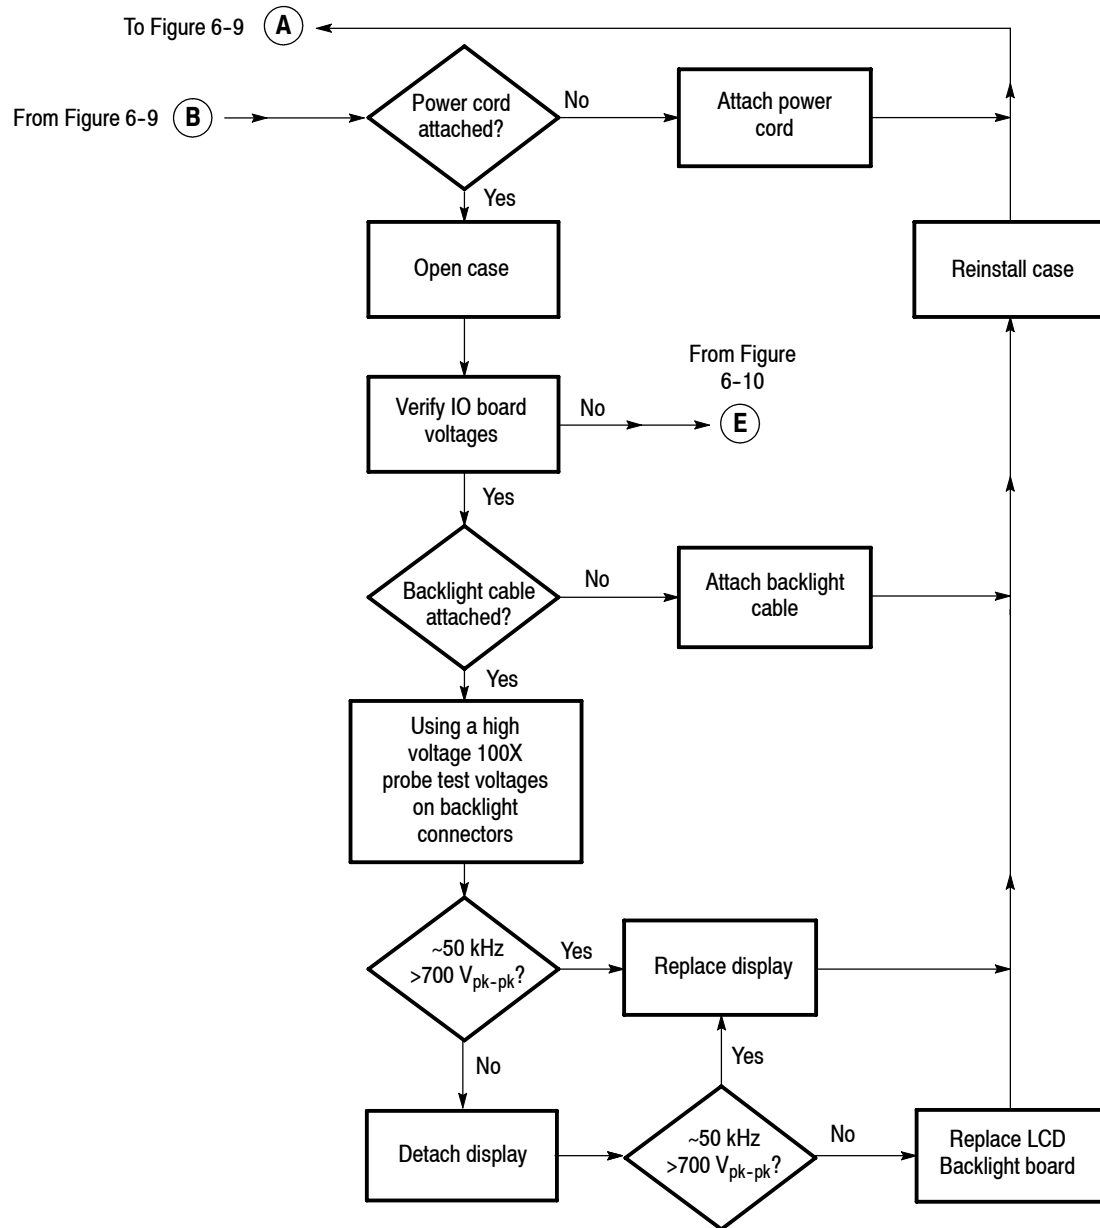 To Figure 6-9 A
From Figure 6-9 B
Power cord
attached?
No
Attach power
cord
Yes
Open case
Reinstall case
From Figure
6-10
Verify IO board
voltages
No
E
Yes
Backlight cable
attached?
No
Attach backlight
cable
Yes
Using a high
voltage 100X
probe test voltages
on backlight
connectors
~50 kHz
>700 Vpk-pk?
Yes
Replace display
No
Yes
Detach display
~50 kHz
>700 Vpk-pk?
No
Replace LCD
Backlight board